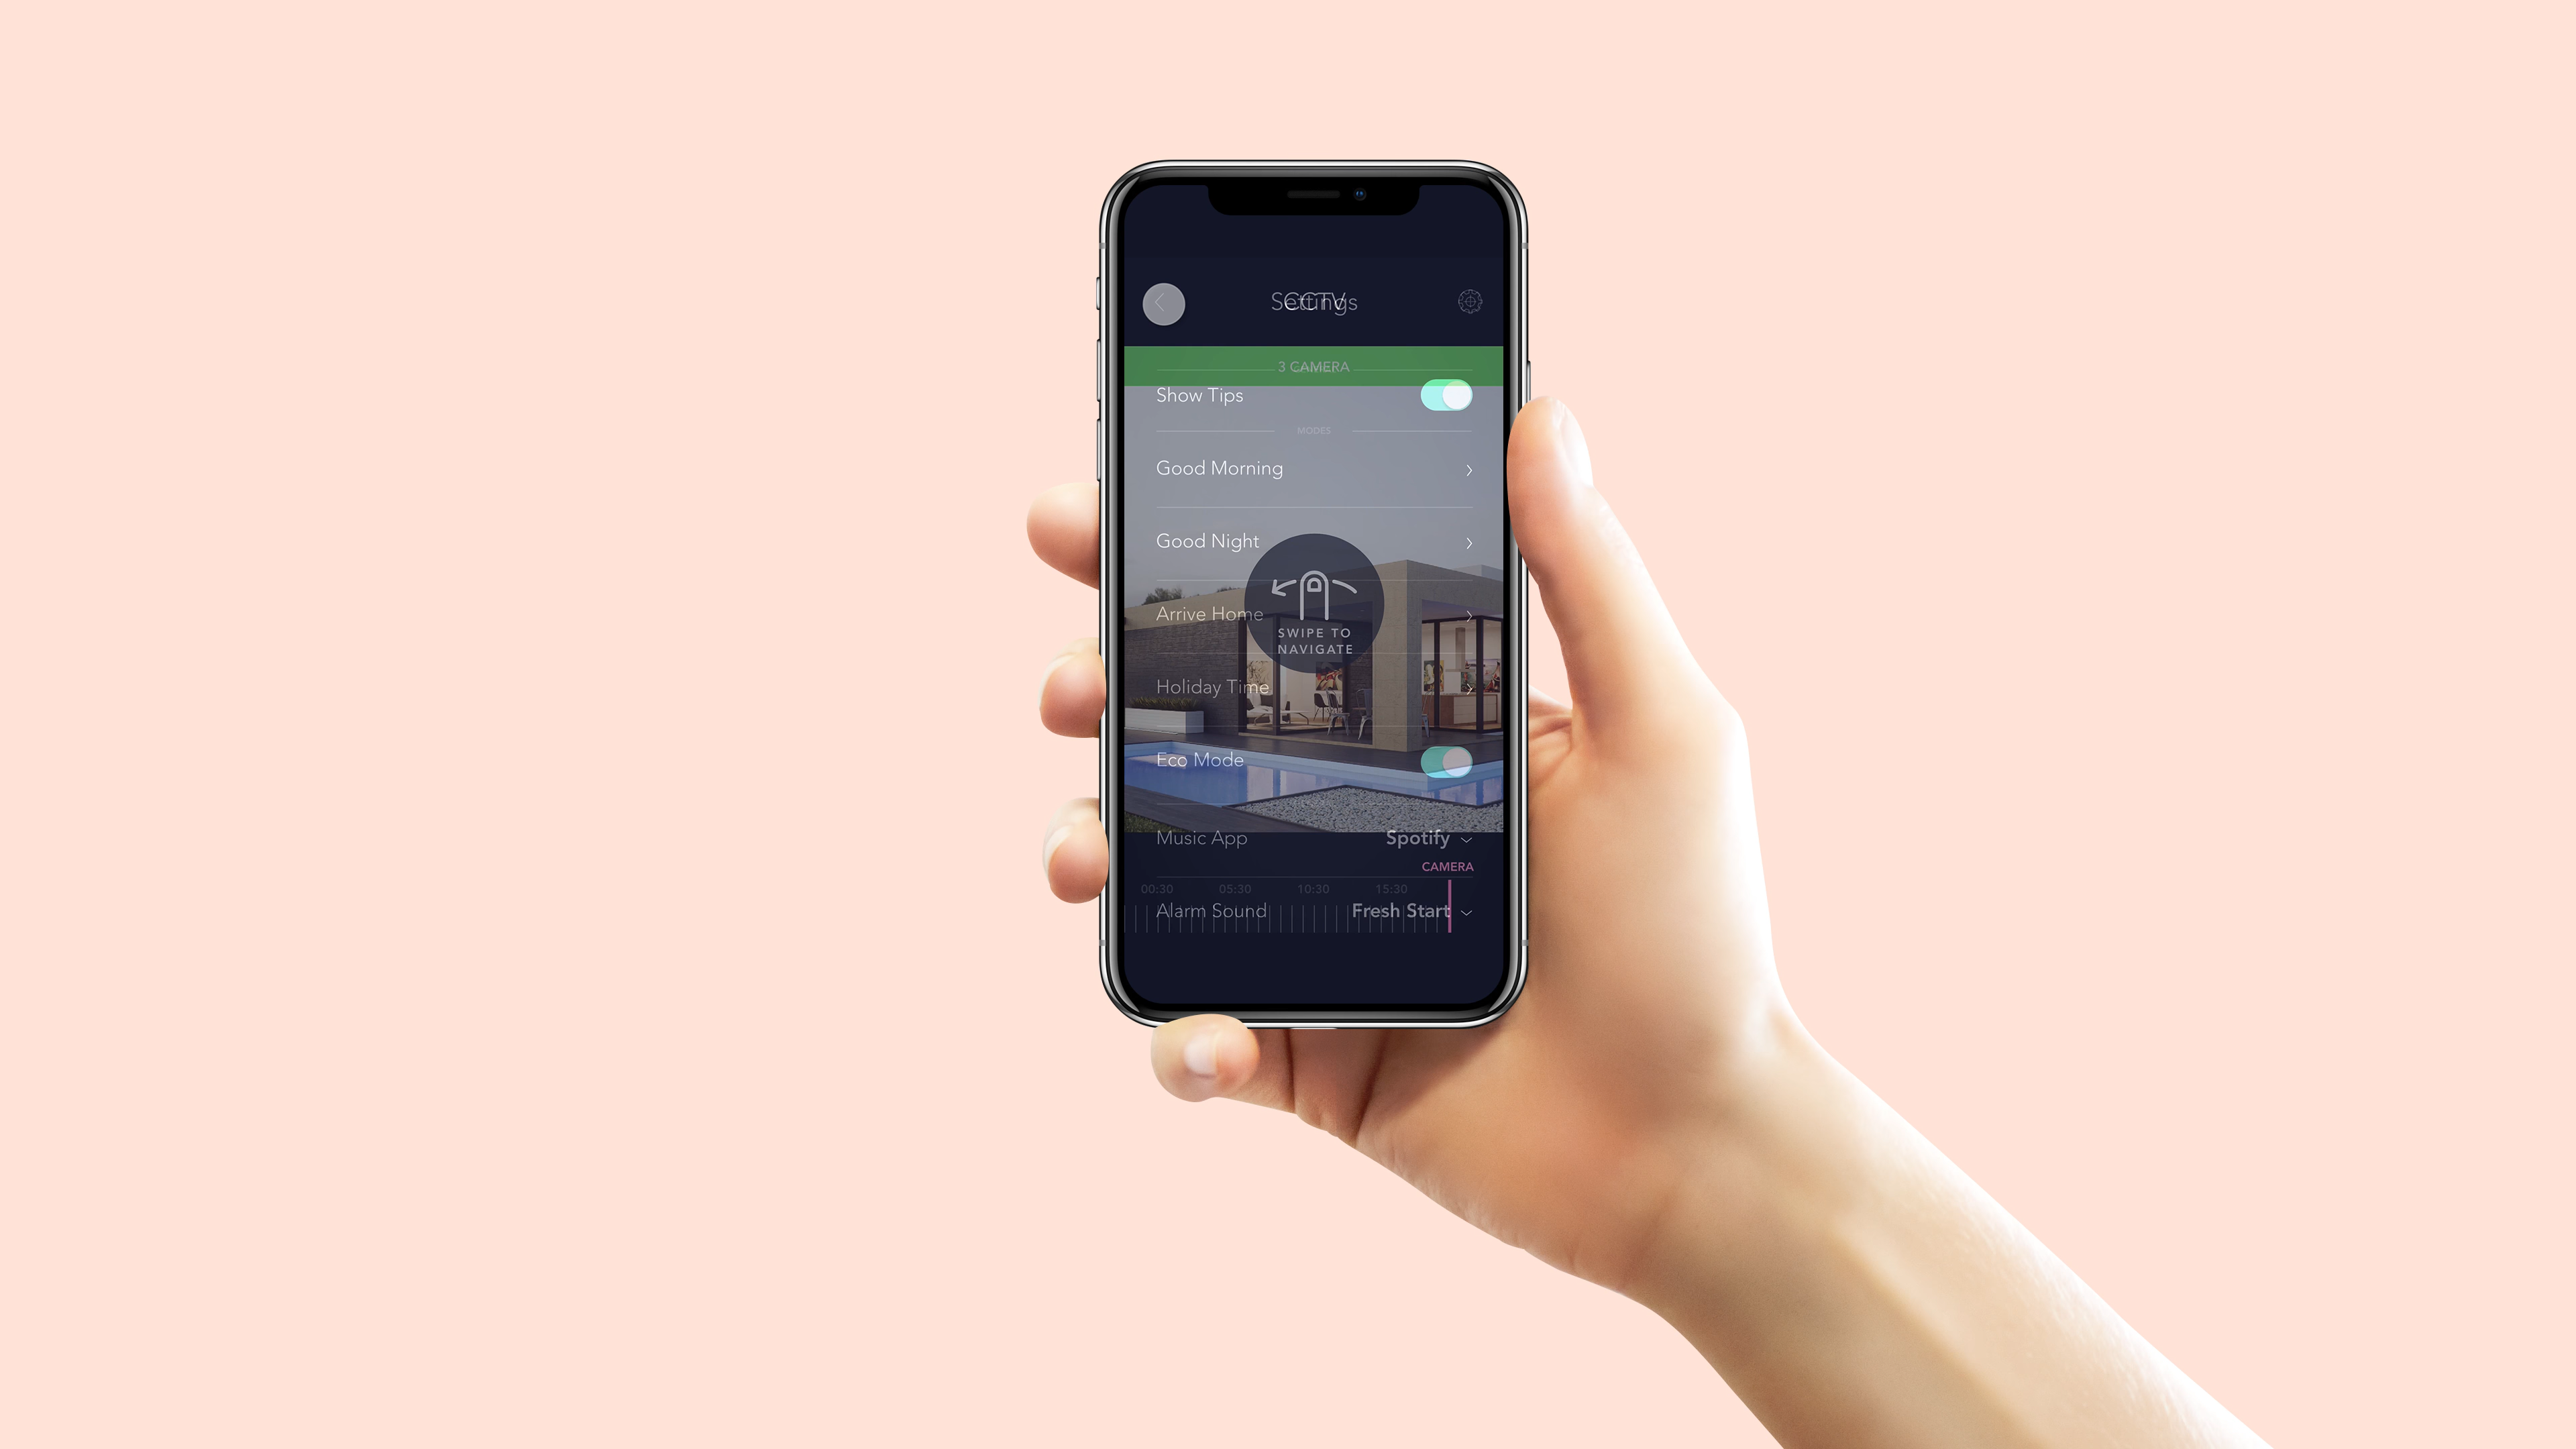 Settings
CCTV
3 CAMERA
Show Tips
MODES
Good Morning
Good Night
Arrive Home
SWIPE TO
NAVIGATE
Holiday Time
Eco Mode
Music App Spotify
CAMERA
00:30 05:30 10:30 15:30
Alarm Sound Fresh Start